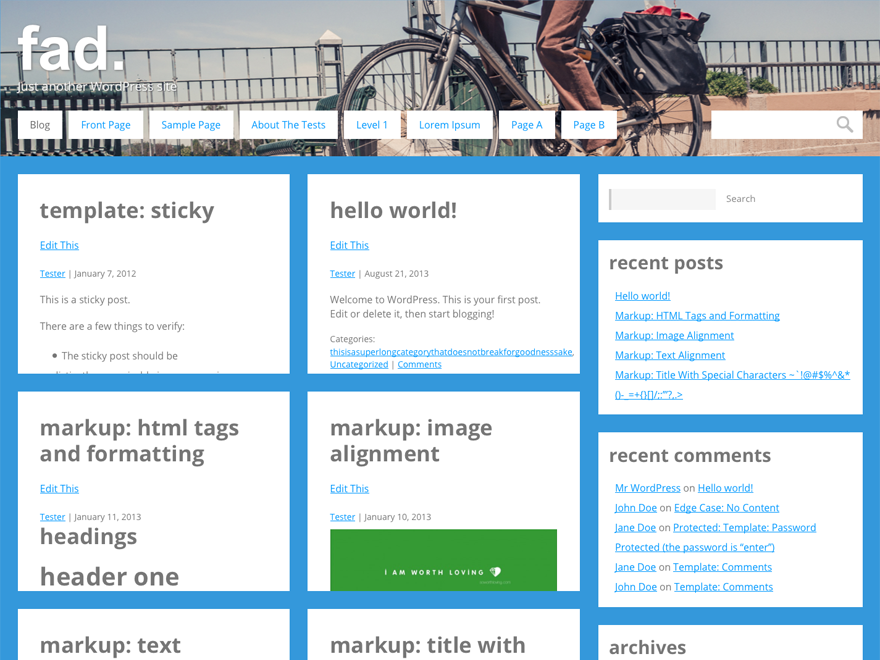 fad.
Just another WordPress site
Blog
Front Page
Sample Page
About The Tests
Level 1
Lorem Ipsum
Page A
Page B
template: sticky
Edit This
Tester | January 7, 2012
This is a sticky post.
There are a few things to verify:
The sticky post should be
hello world!
Edit This
Tester | August 21, 2013
Welcome to WordPress. This is your first post.
Edit or delete it, then start blogging!
Categories:
thisisasuperlongcategorythatdoesnotbreakforgoodnesssake,
Uncategorized | Comments
markup: html tags
and formatting
Edit This
Tester | January 11, 2013
headings
header one
markup: image
alignment
Edit This
Tester | January 10, 2013
I AM WORTH LOVING
markup: text
markup: title with
Search
recent posts
Hello world!
Markup: HTML Tags and Formatting
Markup: Image Alignment
Markup: Text Alignment
Markup: Title With Special Characters ~`!@#$%^&*
()-_=+{}[]/;:'"?,.>
recent comments
Mr WordPress on Hello world!
John Doe on Edge Case: No Content
Jane Doe on Protected: Template: Password
Protected (the password is “enter”)
Jane Doe on Template: Comments
John Doe on Template: Comments
archives